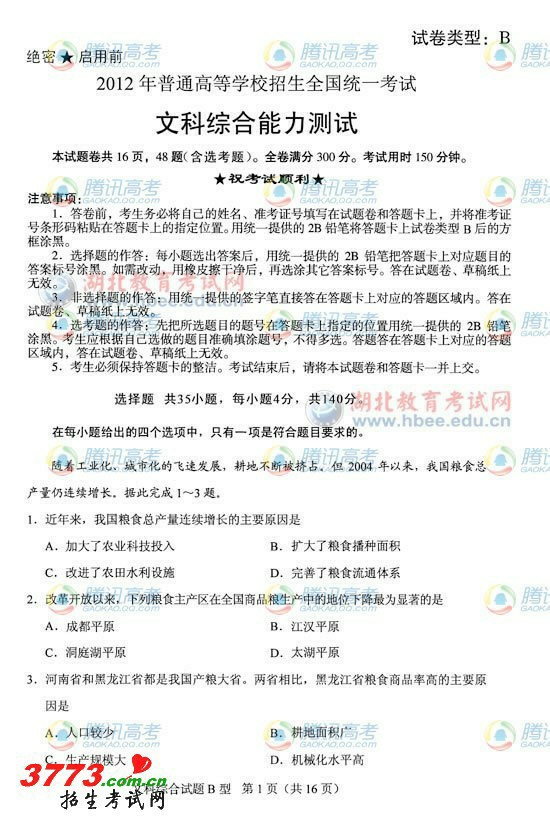 试卷类型：B
绝密★启用前
2012年普通高等学校招生全国统一考试
文科综合能力测试
本试题卷共16页，48题（含选考题）。全卷满分300分。考试用时150分钟。
★祝考试顺利★
注意事项：
1．答卷前，考生务必将自己的姓名、准考证号填写在试题卷和答题卡上，并将准考证
号条形码粘贴在答题卡上的指定位置。用统一提供的2B铅笔将答题卡上试卷类型B后的方
框涂黑。
2．选择题的作答：每小题选出答案后，用统一提供的2B铅笔把答题卡上对应题目的
答案标号涂黑。如需改动，用橡皮擦干净后，再选涂其它答案标号。答在试题卷、草稿纸上
无效。
3．非选择题的作答：用统一提供的签字笔直接答在答题卡上对应的答题区域内。答在
试题卷、草稿纸上无效。
4．选考题的作答：先把所选题目的题号在答题卡上指定的位置用统一提供的2B铅笔
涂黑。考生应根据自己选做的题目准确填涂题号，不得多选。答题答在答题卡上对应的答题
区域内，答在试题卷、草稿纸上无效。
5．考生必须保持答题卡的整洁。考试结束后，请将本试题卷和答题卡一并上交。
选择题 共35小题，每小题4分，共140分。
湖北教育考试网
www.hbee.edu.cn
在每小题给出的四个选项中，只有一项是符合题目要求的。
随着工业化、城市化的飞速发展，耕地不断被挤占。但2004年以来，我国粮食总
产量仍连续增长。据此完成1～3题。
1．近年来，我国粮食总产量连续增长的主要原因是
A．加大了农业科技投入 B．扩大了粮食播种面积
C．改进了农田水利设施 D．完善了粮食流通体系
2．改革开放以来，下列粮食主产区在全国商品粮生产中的地位下降最为显著的是
A．成都平原 B．江汉平原
C．洞庭湖平原 D．太湖平原
3．河南省和黑龙江省都是我国产粮大省。两省相比，黑龙江省粮食商品率高的主要原
因是
A．人口较少 B．耕地面积广
C．生产规模大 D．机械化水平高
3773.com.cn
招生考试网
文科综合试题B型 第1页（共16页）